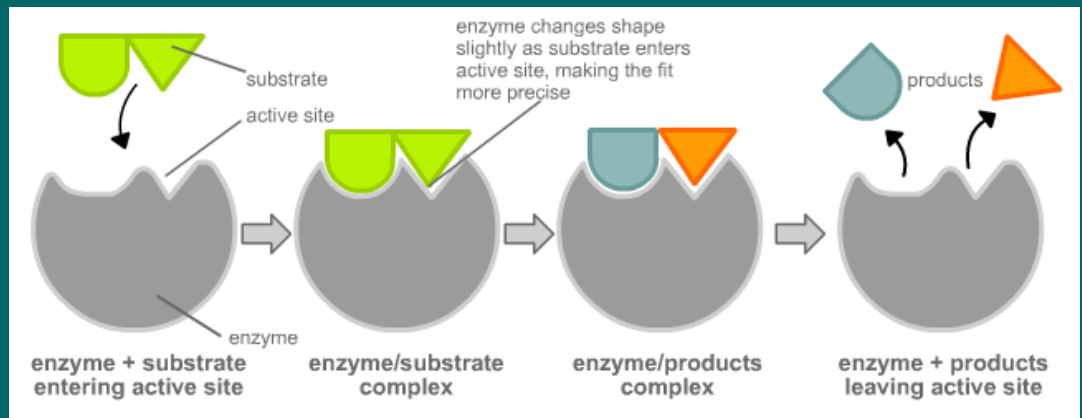 substrate
active site
enzyme changes shape
slightly as substrate enters
active site, making the fit
more precise
products
enzyme
enzyme + substrate
entering active site
enzyme/substrate
complex
enzyme/products
complex
enzyme + products
leaving active site